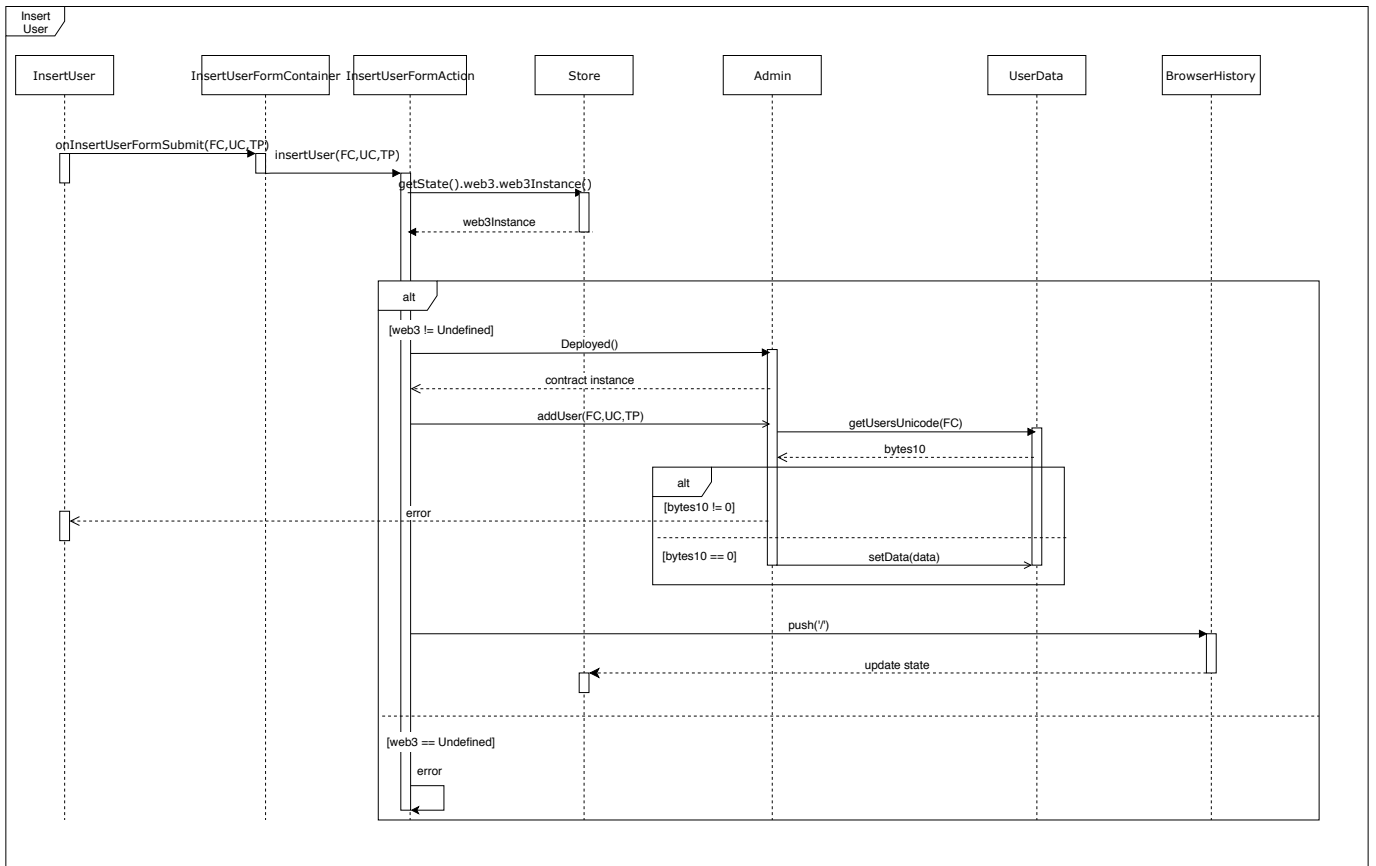 Insert
User
InsertUser
InsertUserFormContainer
InsertUserFormAction
Store
Admin
UserData
BrowserHistory
onInsertUserFormSubmit(FC,UC,TP)
insertUser(FC,UC,TP)
getState().web3.web3Instance()
web3Instance
alt
[web3 != Undefined]
Deployed()
contract instance
addUser(FC,UC,TP)
getUsersUnicode(FC)
bytes10
alt
[bytes10 != 0]
error
[bytes10 == 0]
setData(data)
push('/')
update state
[web3 == Undefined]
error